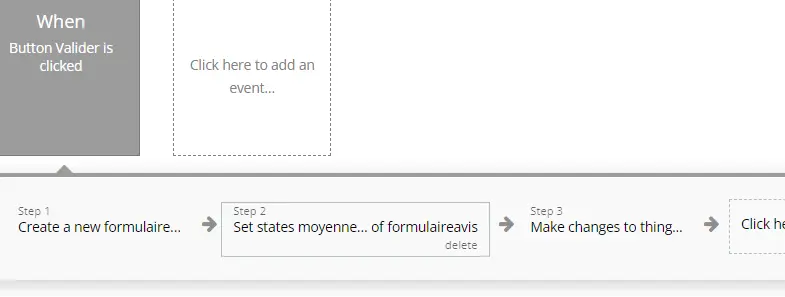 When
Button Valider is
clicked
Click here to add an
event...
Step 1
Create a new formulaire...
Step 2
Set states moyenne... of formulaireavis
delete
Step 3
Make changes to thing...
Click he